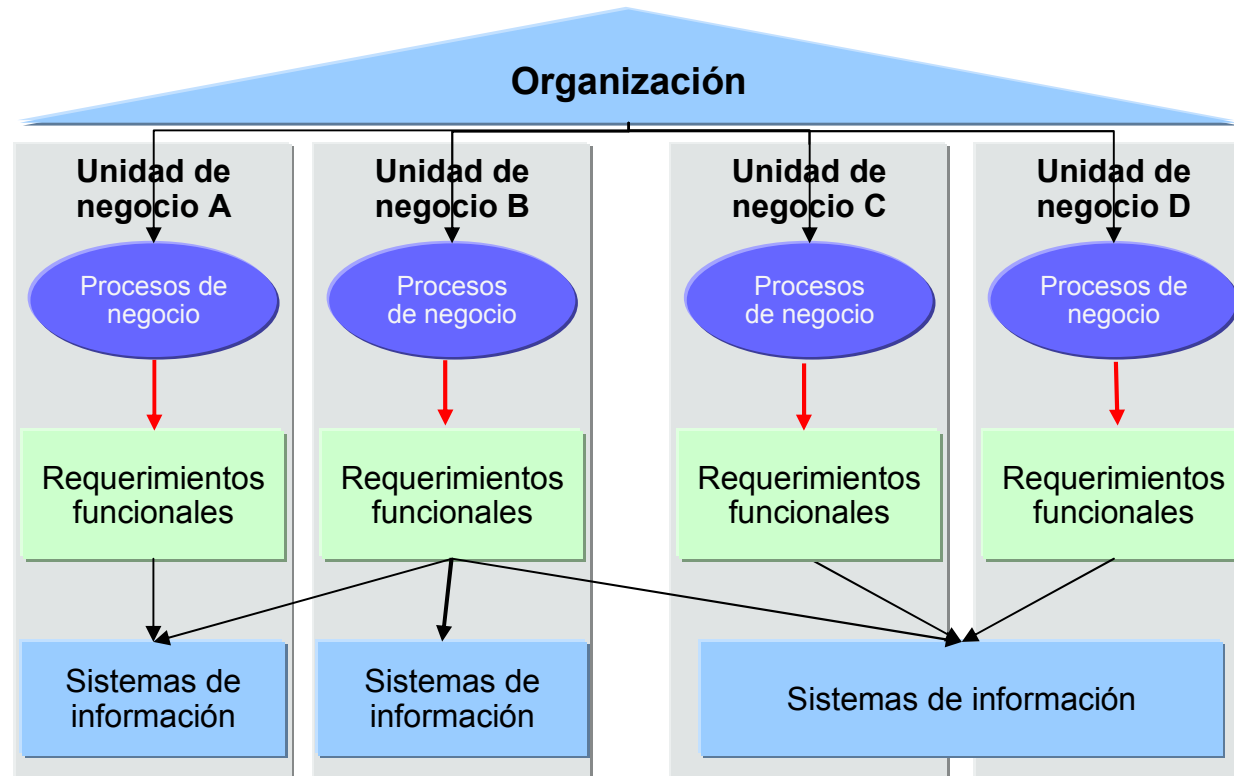 Organización
Unidad de
negocio A
Unidad de
negocio B
Unidad de
negocio C
Unidad de
negocio D
Procesos de
negocio
Procesos
de negocio
Procesos
de negocio
Procesos de
negocio
Requerimientos
funcionales
Requerimientos
funcionales
Requerimientos
funcionales
Requerimientos
funcionales
Sistemas de
información
Sistemas de
información
Sistemas de información